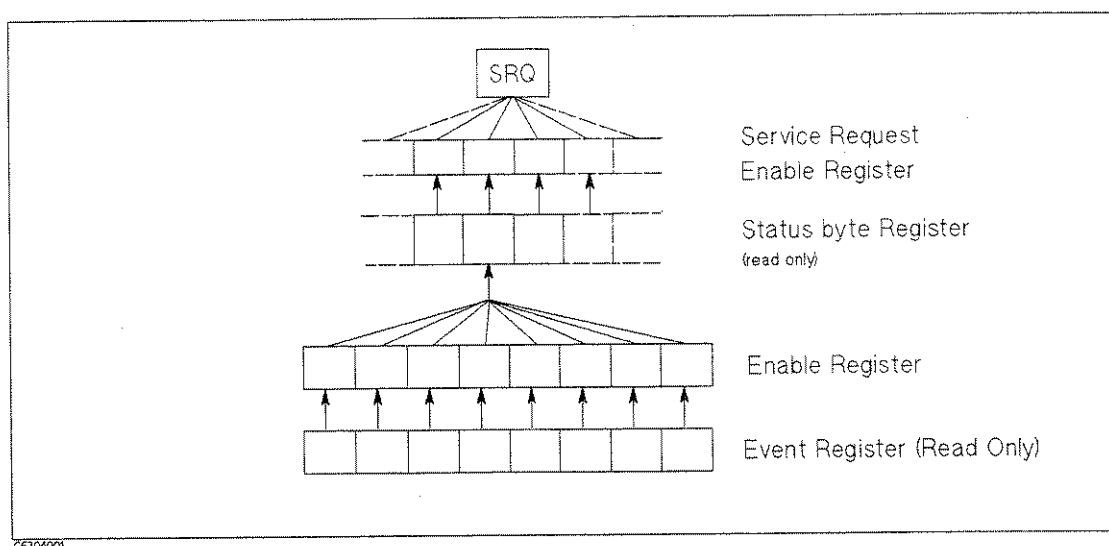 SRQ
Service Request
Enable Register
Status byte Register
(read only)
Enable Register
Event Register (Read Only)